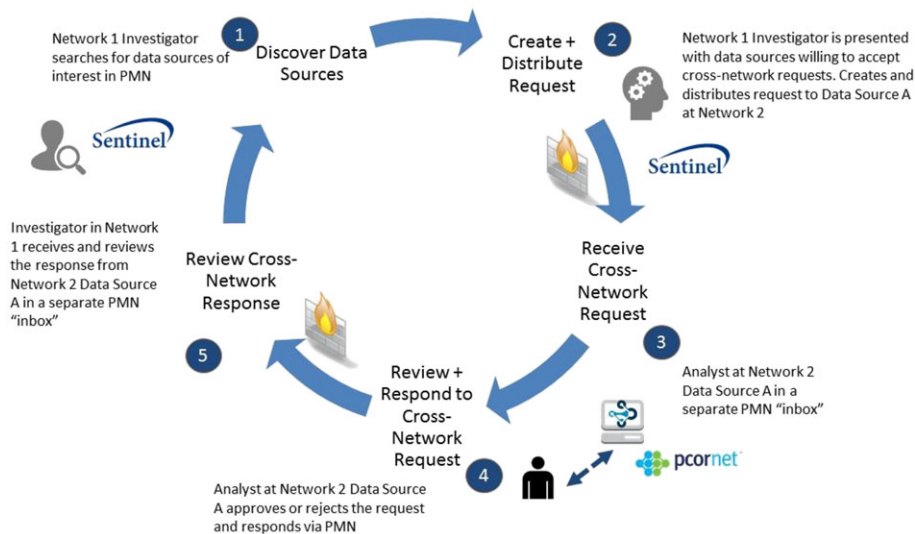 1
Network 1 Investigator
searches for data sources of
interest in PMN
Discover Data
Sources
Sentinel
Create +
Distribute
Request
2
Network 1 Investigator is presented
with data sources willing to accept
cross-network requests. Creates and
distributes request to Data Source A
at Network 2
Sentinel
Receive
Cross-
Network
Request
3
Analyst at Network 2
Data Source A in a
separate PMN “inbox”
pcornet
Review +
Respond to
Cross-
Network
Request
4
Analyst at Network 2 Data Source
A approves or rejects the request
and responds via PMN
Review Cross-
Network
Response
5
Investigator in Network
1 receives and reviews
the response from
Network 2 Data Source
A in a separate PMN
“inbox”